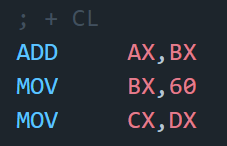 ; + CL
ADD AX,BX
MOV BX,60
MOV CX,DX